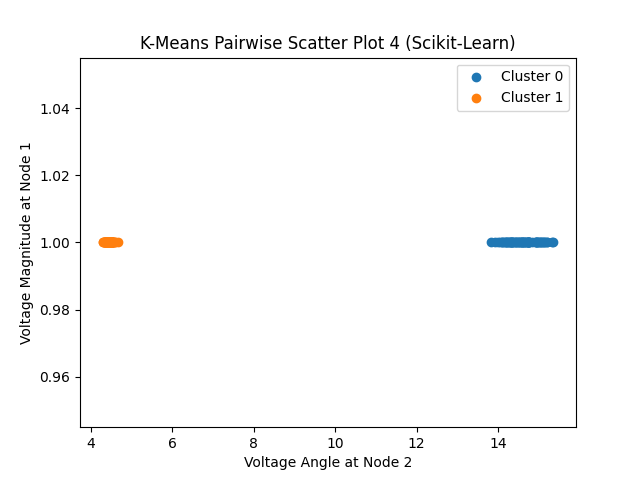 K-Means Pairwise Scatter Plot 4 (Scikit-Learn)
Cluster 0
Cluster 1
1.04
1.02
1.00
0.98
0.96
Voltage Magnitude at Node 1
4 6 8 10 12 14
Voltage Angle at Node 2